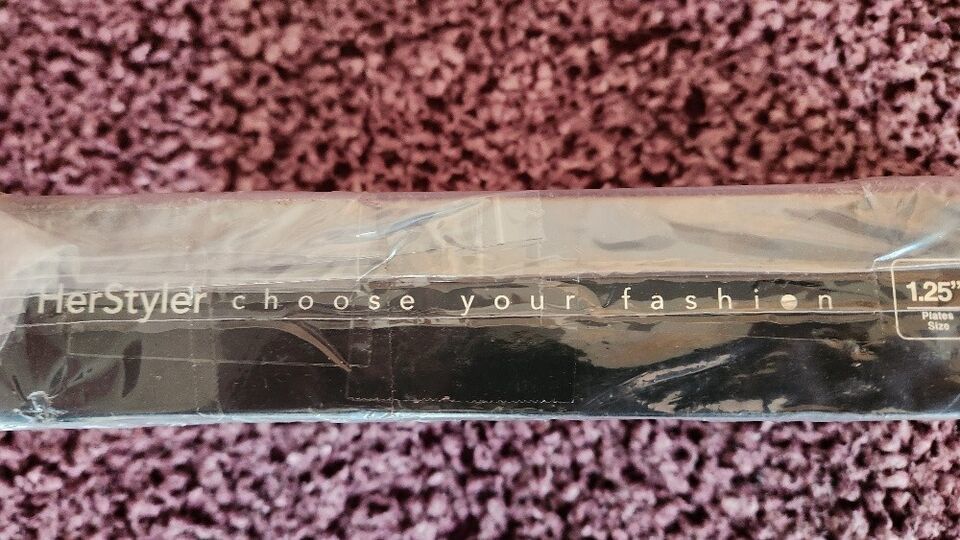 HerStyler choose your fashion
1.25”
Plates
Size